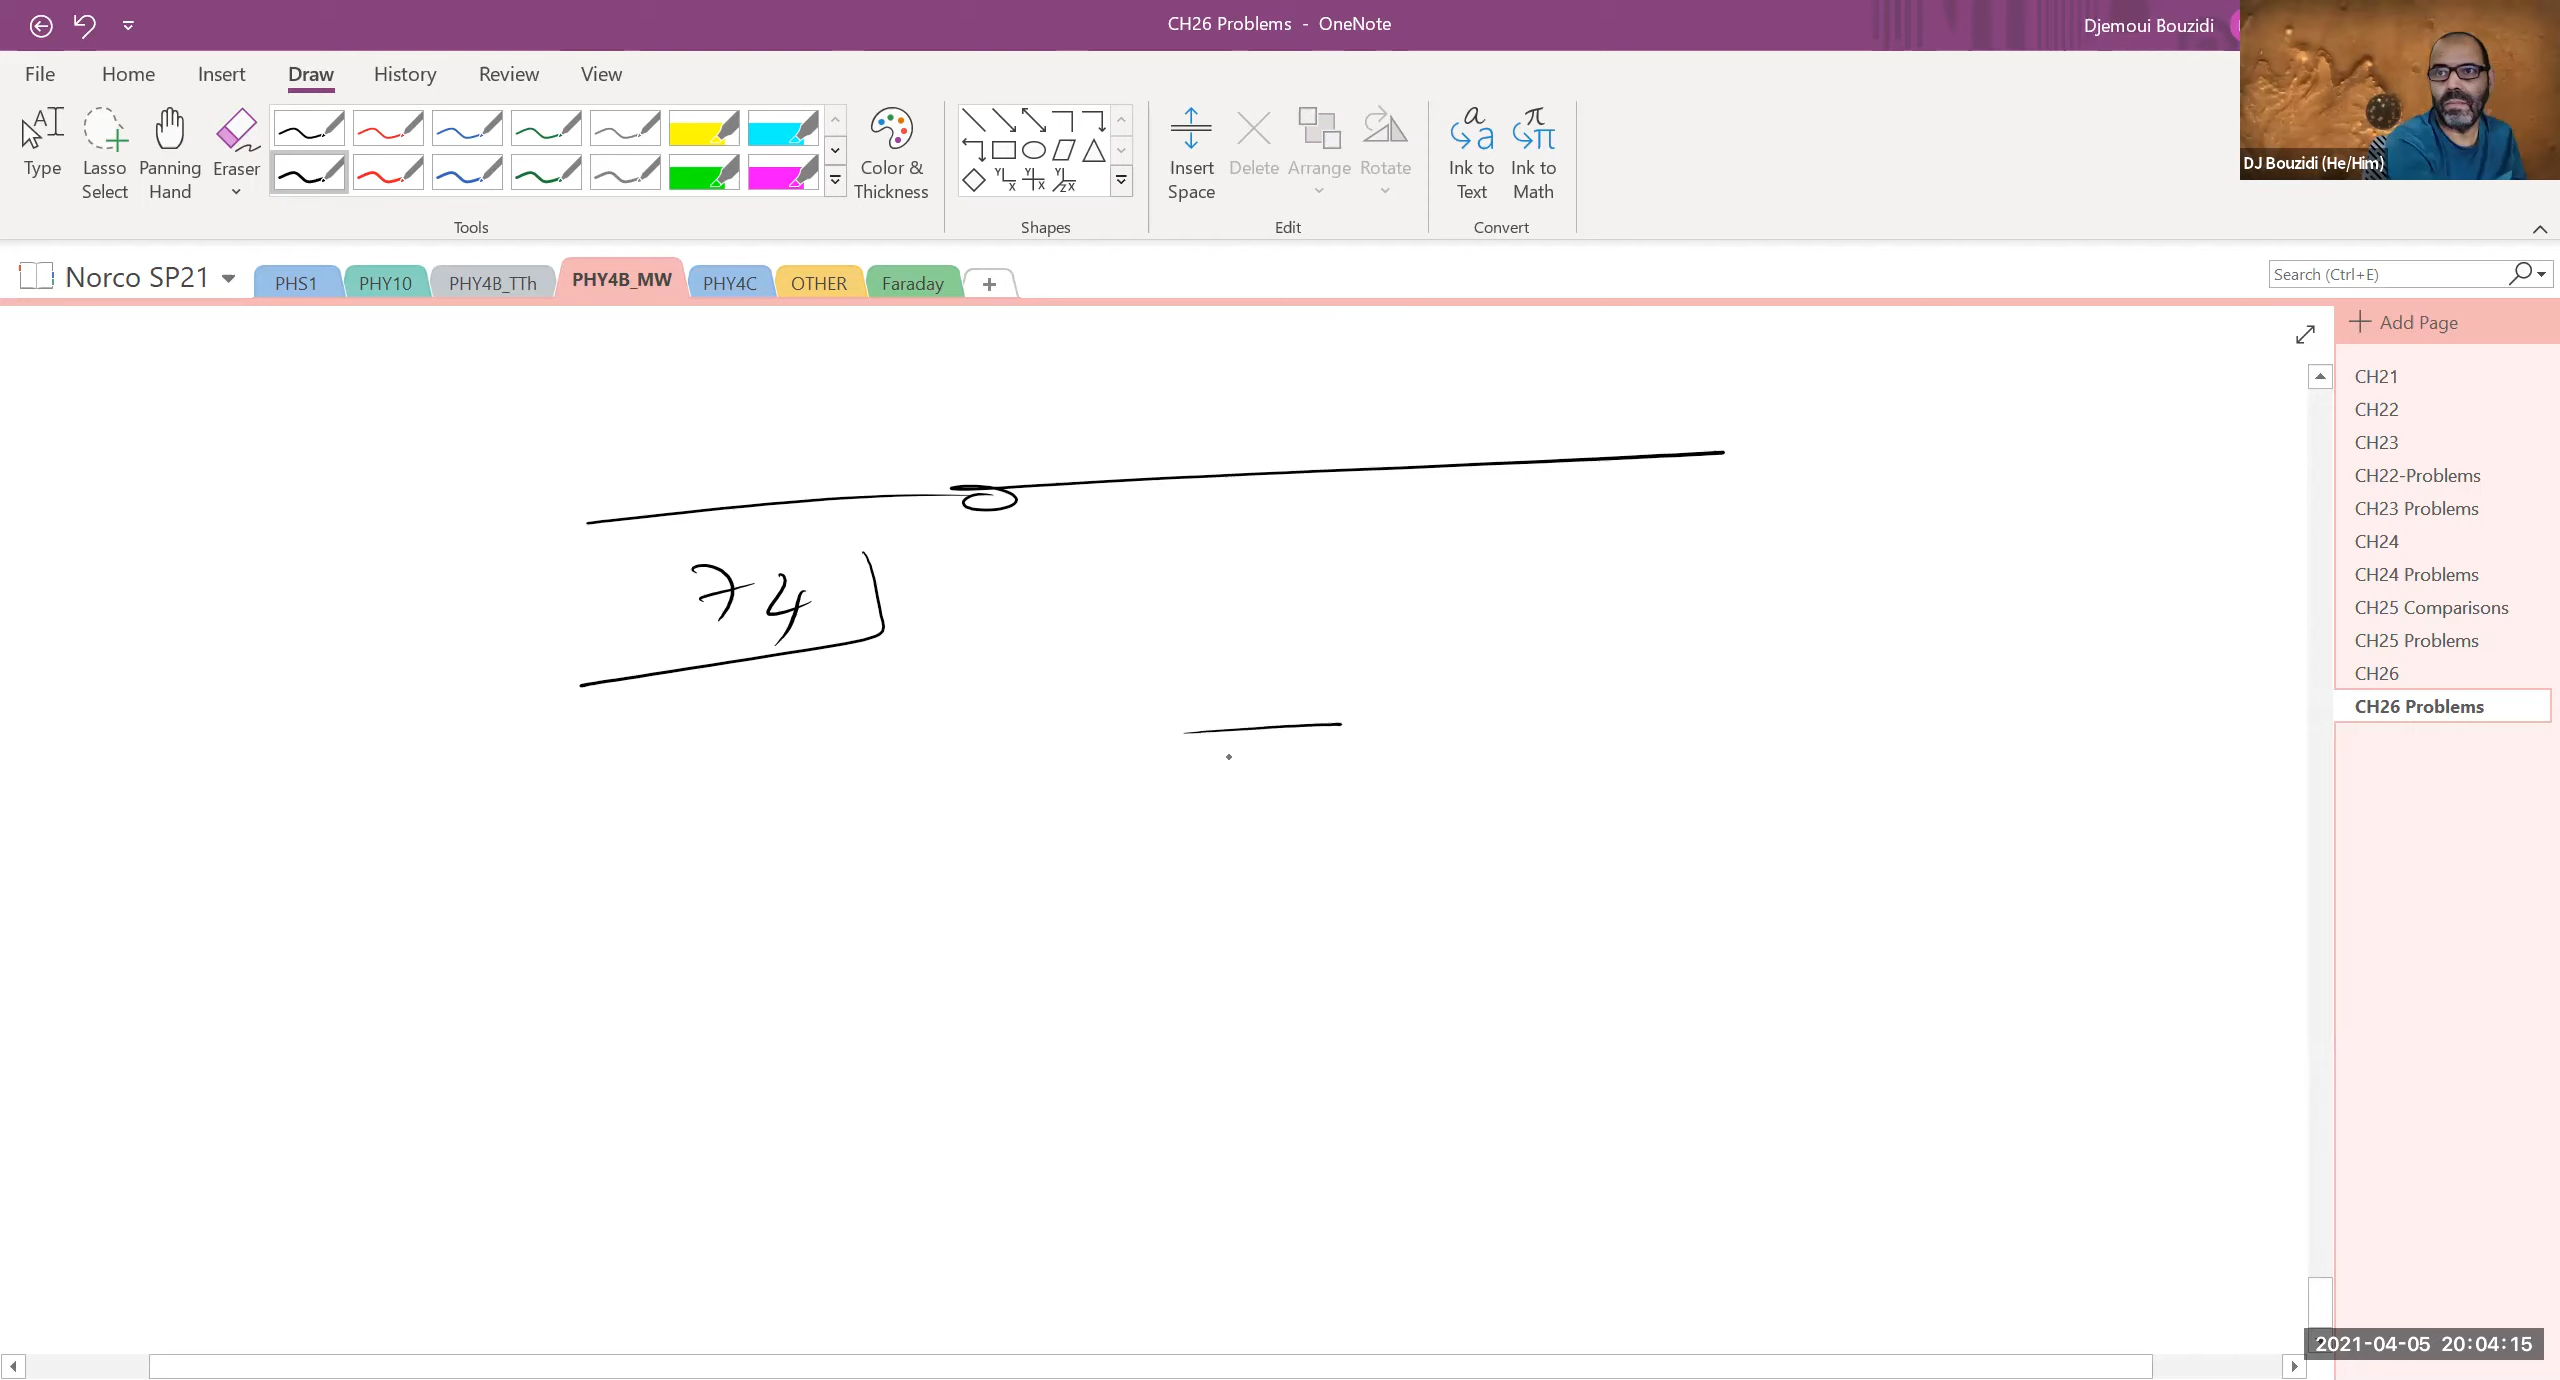 CH26 Problems - OneNote
Djemoui Bouzidi
File Home Insert Draw History Review View
Type
Lasso Select
Panning Hand
Eraser
Color & Thickness
Insert Space
Delete
Arrange
Rotate
Ink to Text
Ink to Math
Tools
Shapes
Edit
Convert
DJ Bouzidi (He/Him)
Norco SP21
PHS1 PHY10 PHY4B_TTh PHY4B_MW PHY4C OTHER Faraday
Search (Ctrl+E)
Add Page
CH21
CH22
CH23
CH22-Problems
CH23 Problems
CH24
CH24 Problems
CH25 Comparisons
CH25 Problems
CH26
CH26 Problems
74
2021-04-05 20:04:15